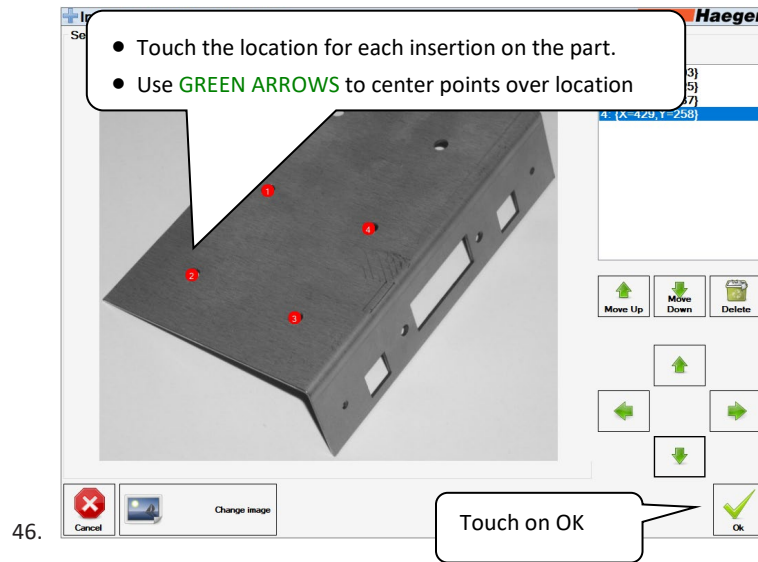 Haeger
● Touch the location for each insertion on the part.
● Use GREEN ARROWS to center points over location
4: {X=429,Y=258}
1
4
2
3
Move Up
Move Down
Delete
Cancel
Change image
Touch on OK
Ok
46.